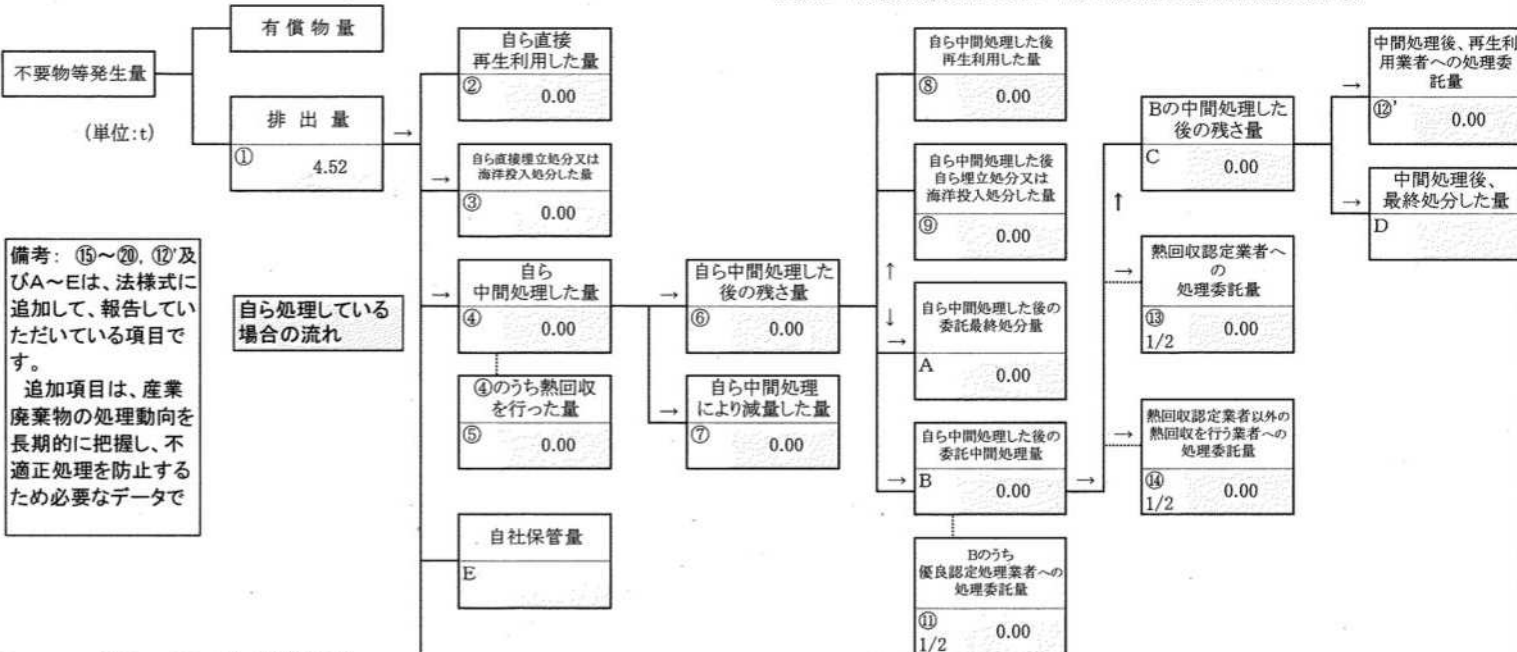 有償物量
不要物等発生量
(単位:t)
排出量
①
4.52
→
備考: ⑮～⑳, ⑫'及
びA～Eは、法様式に
追加して、報告してい
ただいている項目で
す。
追加項目は、産業
廃棄物の処理動向を
長期的に把握し、不
適正処理を防止する
ため必要なデータで
自ら処理している
場合の流れ
自ら直接
再生利用した量
②
0.00
→
自ら直接埋立処分又は
海洋投入処分した量
③
0.00
→
自ら
中間処理した量
④
0.00
④のうち熱回収
を行った量
⑤
0.00
自社保管量
E
→
自ら中間処理した
後の残さ量
⑥
0.00
→
自ら中間処理
により減量した量
⑦
0.00
自ら中間処理した後
再生利用した量
⑧
0.00
自ら中間処理した後
自ら埋立処分又は
海洋投入処分した量
⑨
0.00
↑
↓
→
自ら中間処理した後の
委託最終処分量
A
0.00
自ら中間処理した後の
委託中間処理量
→
B
0.00
→
Bのうち
優良認定処理業者への
処理委託量
⑪
1/2
0.00
Bの中間処理した
後の残さ量
C
0.00
↑
→
熱回収認定業者へ
の
処理委託量
⑬
1/2
0.00
→
熱回収認定業者以外の
熱回収を行う業者への
処理委託量
⑭
1/2
0.00
→
中間処理後、再生利
用業者への処理委
託量
⑫'
0.00
→
中間処理後、
最終処分した量
D